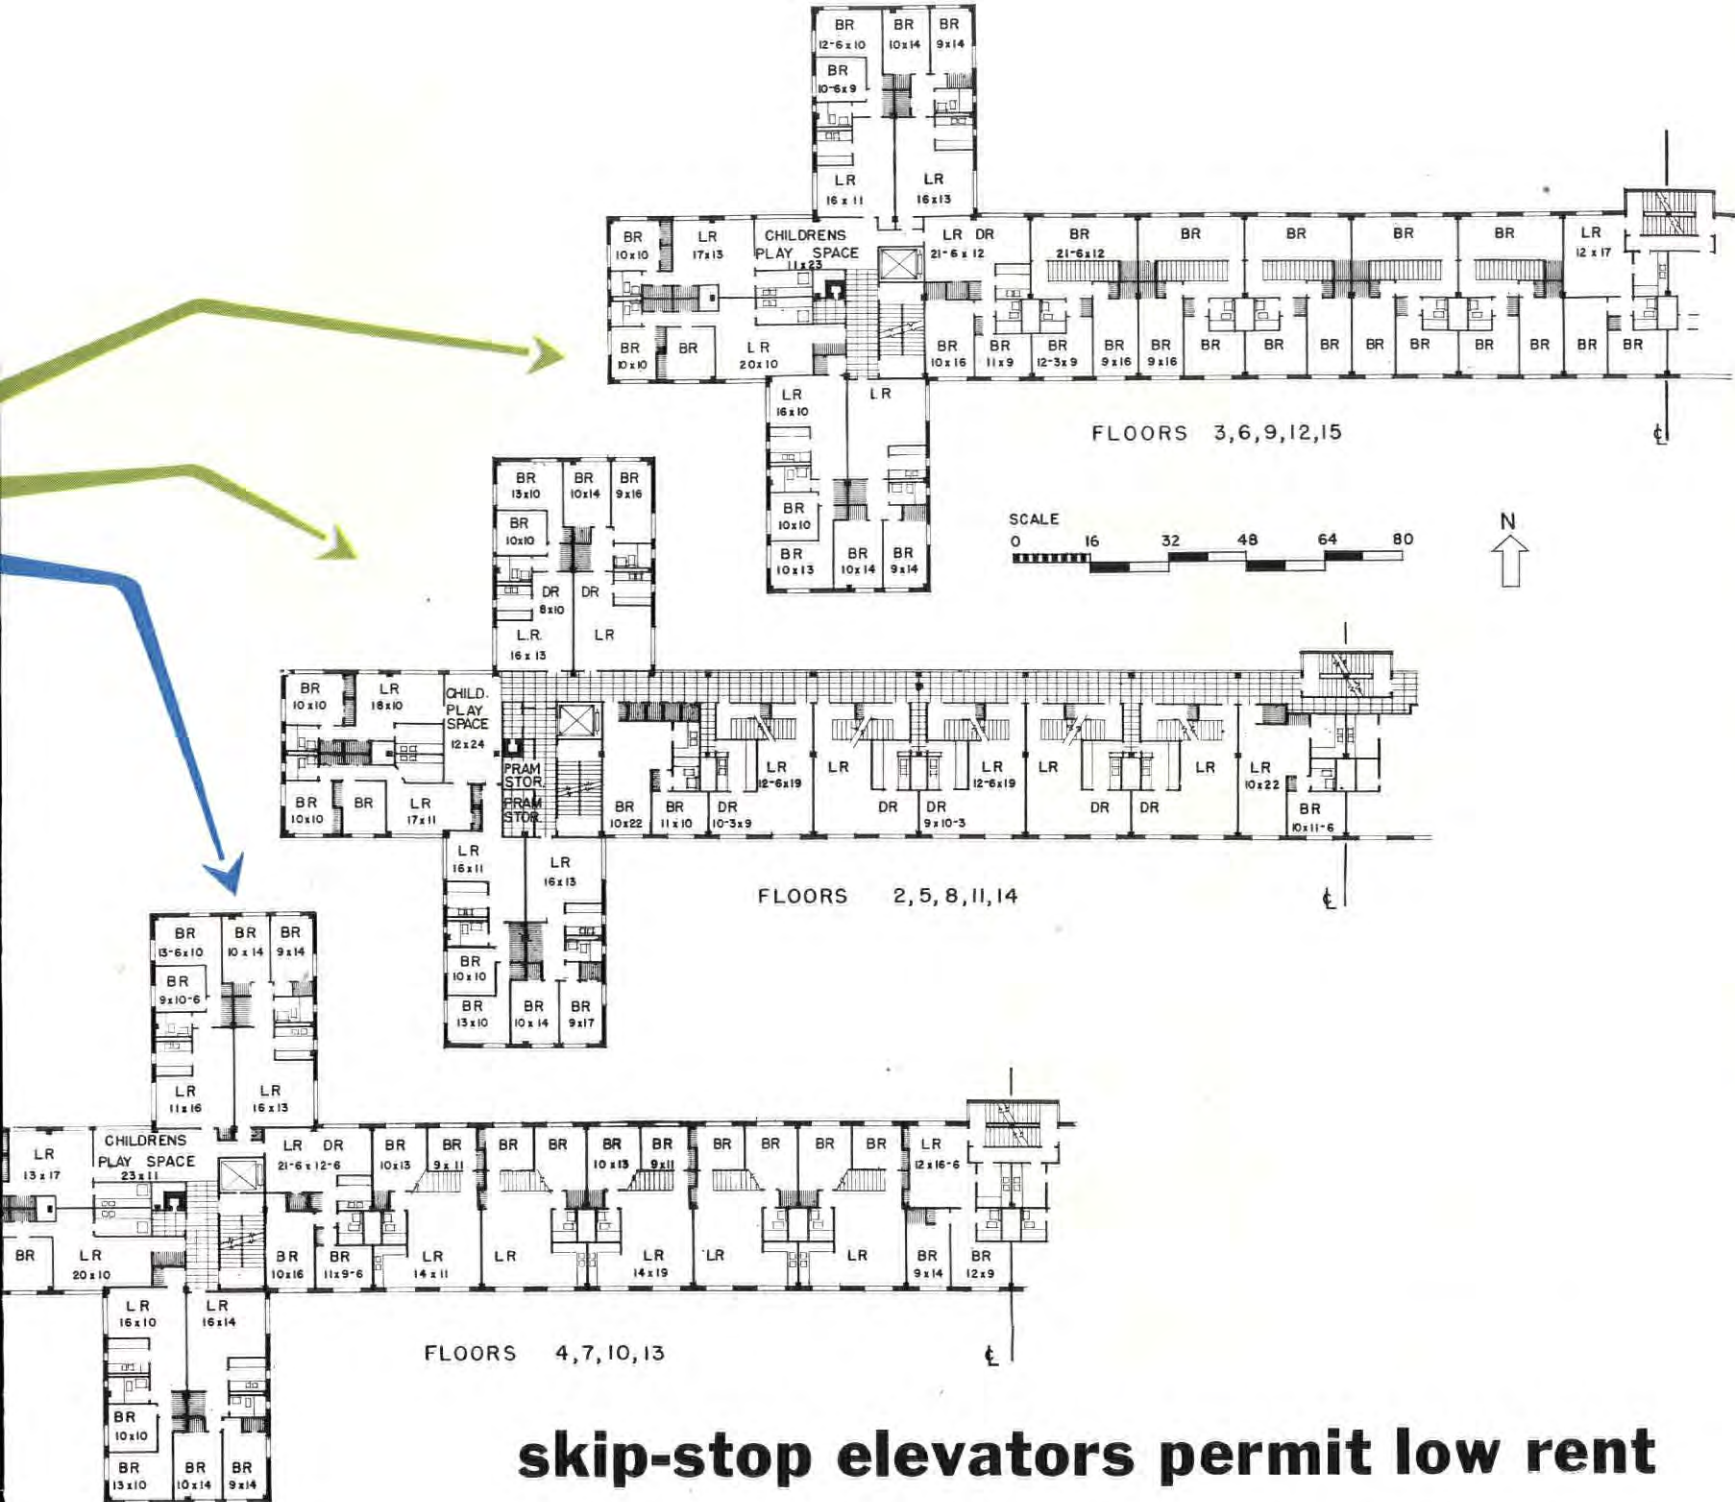 BR
12-6x10
BR
10x14
BR
9x14
BR
10-6x9
LR
16x11
LR
16x13
BR
10x10
LR
17x13
CHILDRENS
PLAY SPACE
11x23
LR DR
21-6x12
BR
21-6x12
BR
BR
BR
BR
LR
12x17
BR
10x10
BR
LR
20x10
BR
10x16
BR
11x9
BR
12-3x9
BR
9x16
BR
9x16
BR
BR
BR
BR
BR
BR
BR
BR
BR
LR
16x10
LR
BR
10x10
BR
10x13
BR
10x14
BR
9x14
FLOORS 3,6,9,12,15
SCALE
0 16 32 48 64 80
N
BR
13x10
BR
10x14
BR
9x16
BR
10x10
DR
8x10
DR
L.R.
16x13
LR
BR
10x10
LR
18x10
CHILD.
PLAY
SPACE
12x24
PRAM
STOR.
PRAM
STOR.
BR
10x10
BR
LR
17x11
BR
10x22
BR
11x10
DR
10-3x9
LR
12-6x19
LR
DR
DR
9x10-3
LR
12-6x19
LR
DR
DR
LR
LR
10x22
BR
10x11-6
LR
16x11
LR
16x13
BR
10x10
BR
13x10
BR
10x14
BR
9x17
FLOORS 2,5,8,11,14
BR
13-6x10
BR
10x14
BR
9x14
BR
9x10-6
LR
11x16
LR
16x13
LR
13x17
CHILDRENS
PLAY SPACE
23x11
LR DR
21-6x12-6
BR
10x13
BR
9x11
BR
BR
BR
10x13
BR
9x11
BR
BR
BR
BR
LR
12x16-6
BR
LR
20x10
BR
10x16
BR
11x9-6
LR
14x11
LR
LR
14x19
LR
LR
BR
9x14
BR
12x9
LR
16x10
LR
16x14
BR
10x10
BR
13x10
BR
10x14
BR
9x14
FLOORS 4,7,10,13
skip-stop elevators permit low rent